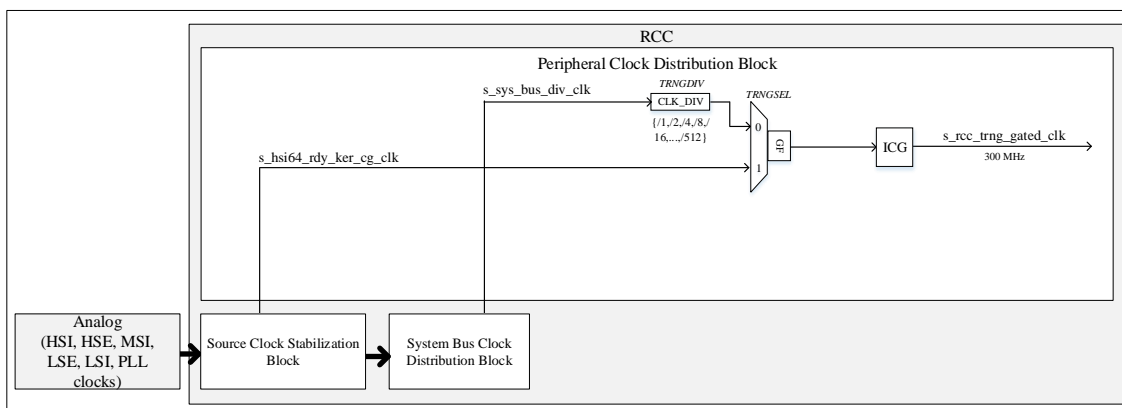 RCC
Peripheral Clock Distribution Block
TRNGDIV
s_sys_bus_div_clk
CLK_DIV
TRNGSEL
{/1,/2,/4,/8,/
16,...,/512}
0
GF
s_hsi64_rdy_ker_cg_clk
1
ICG
s_rcc_trng_gated_clk
300 MHz
Analog
(HSI, HSE, MSI,
LSE, LSI, PLL
clocks)
Source Clock Stabilization
Block
System Bus Clock
Distribution Block